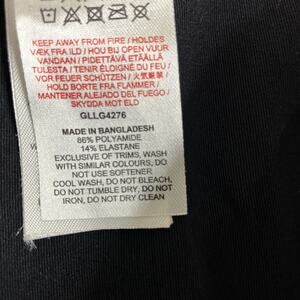 KEEP AWAY FROM FIRE / HOLDES
VÆK FRA ILD / HOU BIJ OPEN VUUR
VANDAAN / PIDETTÄVÄ ETÄÄLLÄ
TULESTA / TENIR ÉLOIGNÉ DU FEU /
VOR FEUER SCHÜTZEN / 火気厳禁 /
HOLD BORTE FRA FLAMMER /
MANTENER ALEJADO DEL FUEGO /
SKYDDA MOT ELD
GLLG4276
MADE IN BANGLADESH
86% POLYAMIDE
14% ELASTANE
EXCLUSIVE OF TRIMS, WASH
WITH SIMILAR COLOURS, DO
NOT USE SOFTENER
COOL WASH, DO NOT BLEACH,
DO NOT TUMBLE DRY, DO NOT
IRON, DO NOT DRY CLEAN